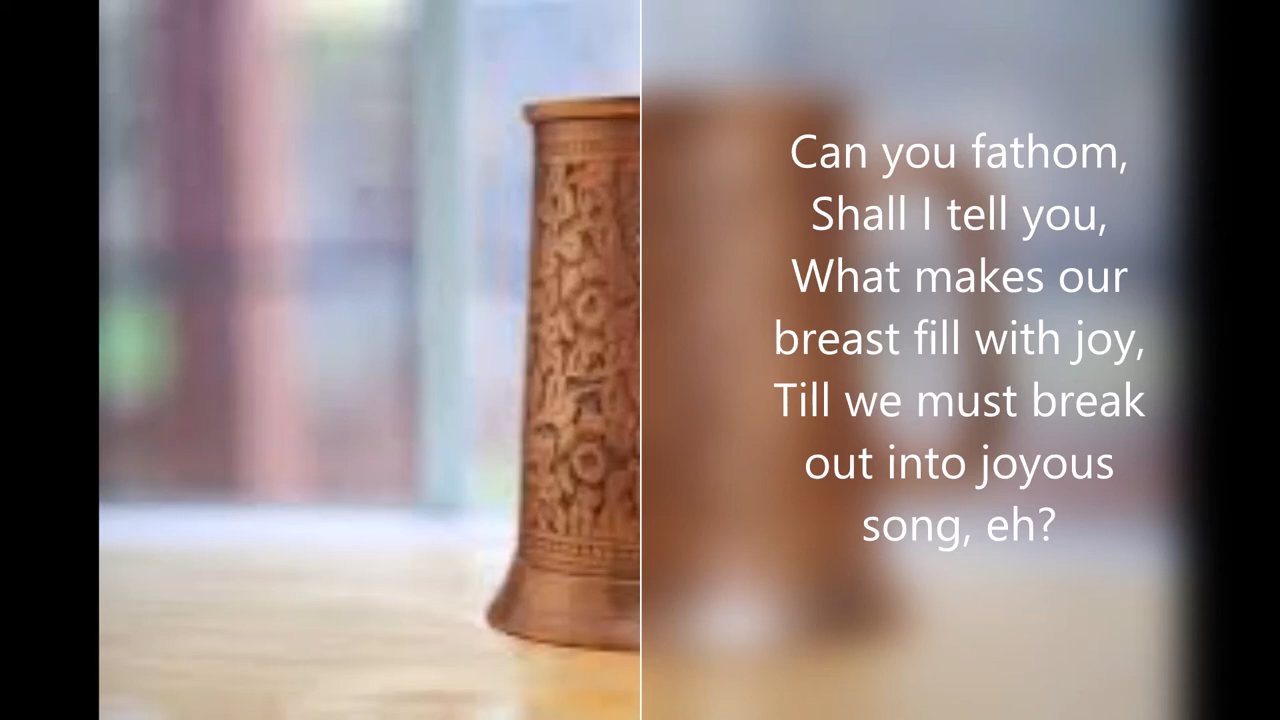 Can you fathom,
Shall I tell you,
What makes our
breast fill with joy,
Till we must break
out into joyous
song, eh?